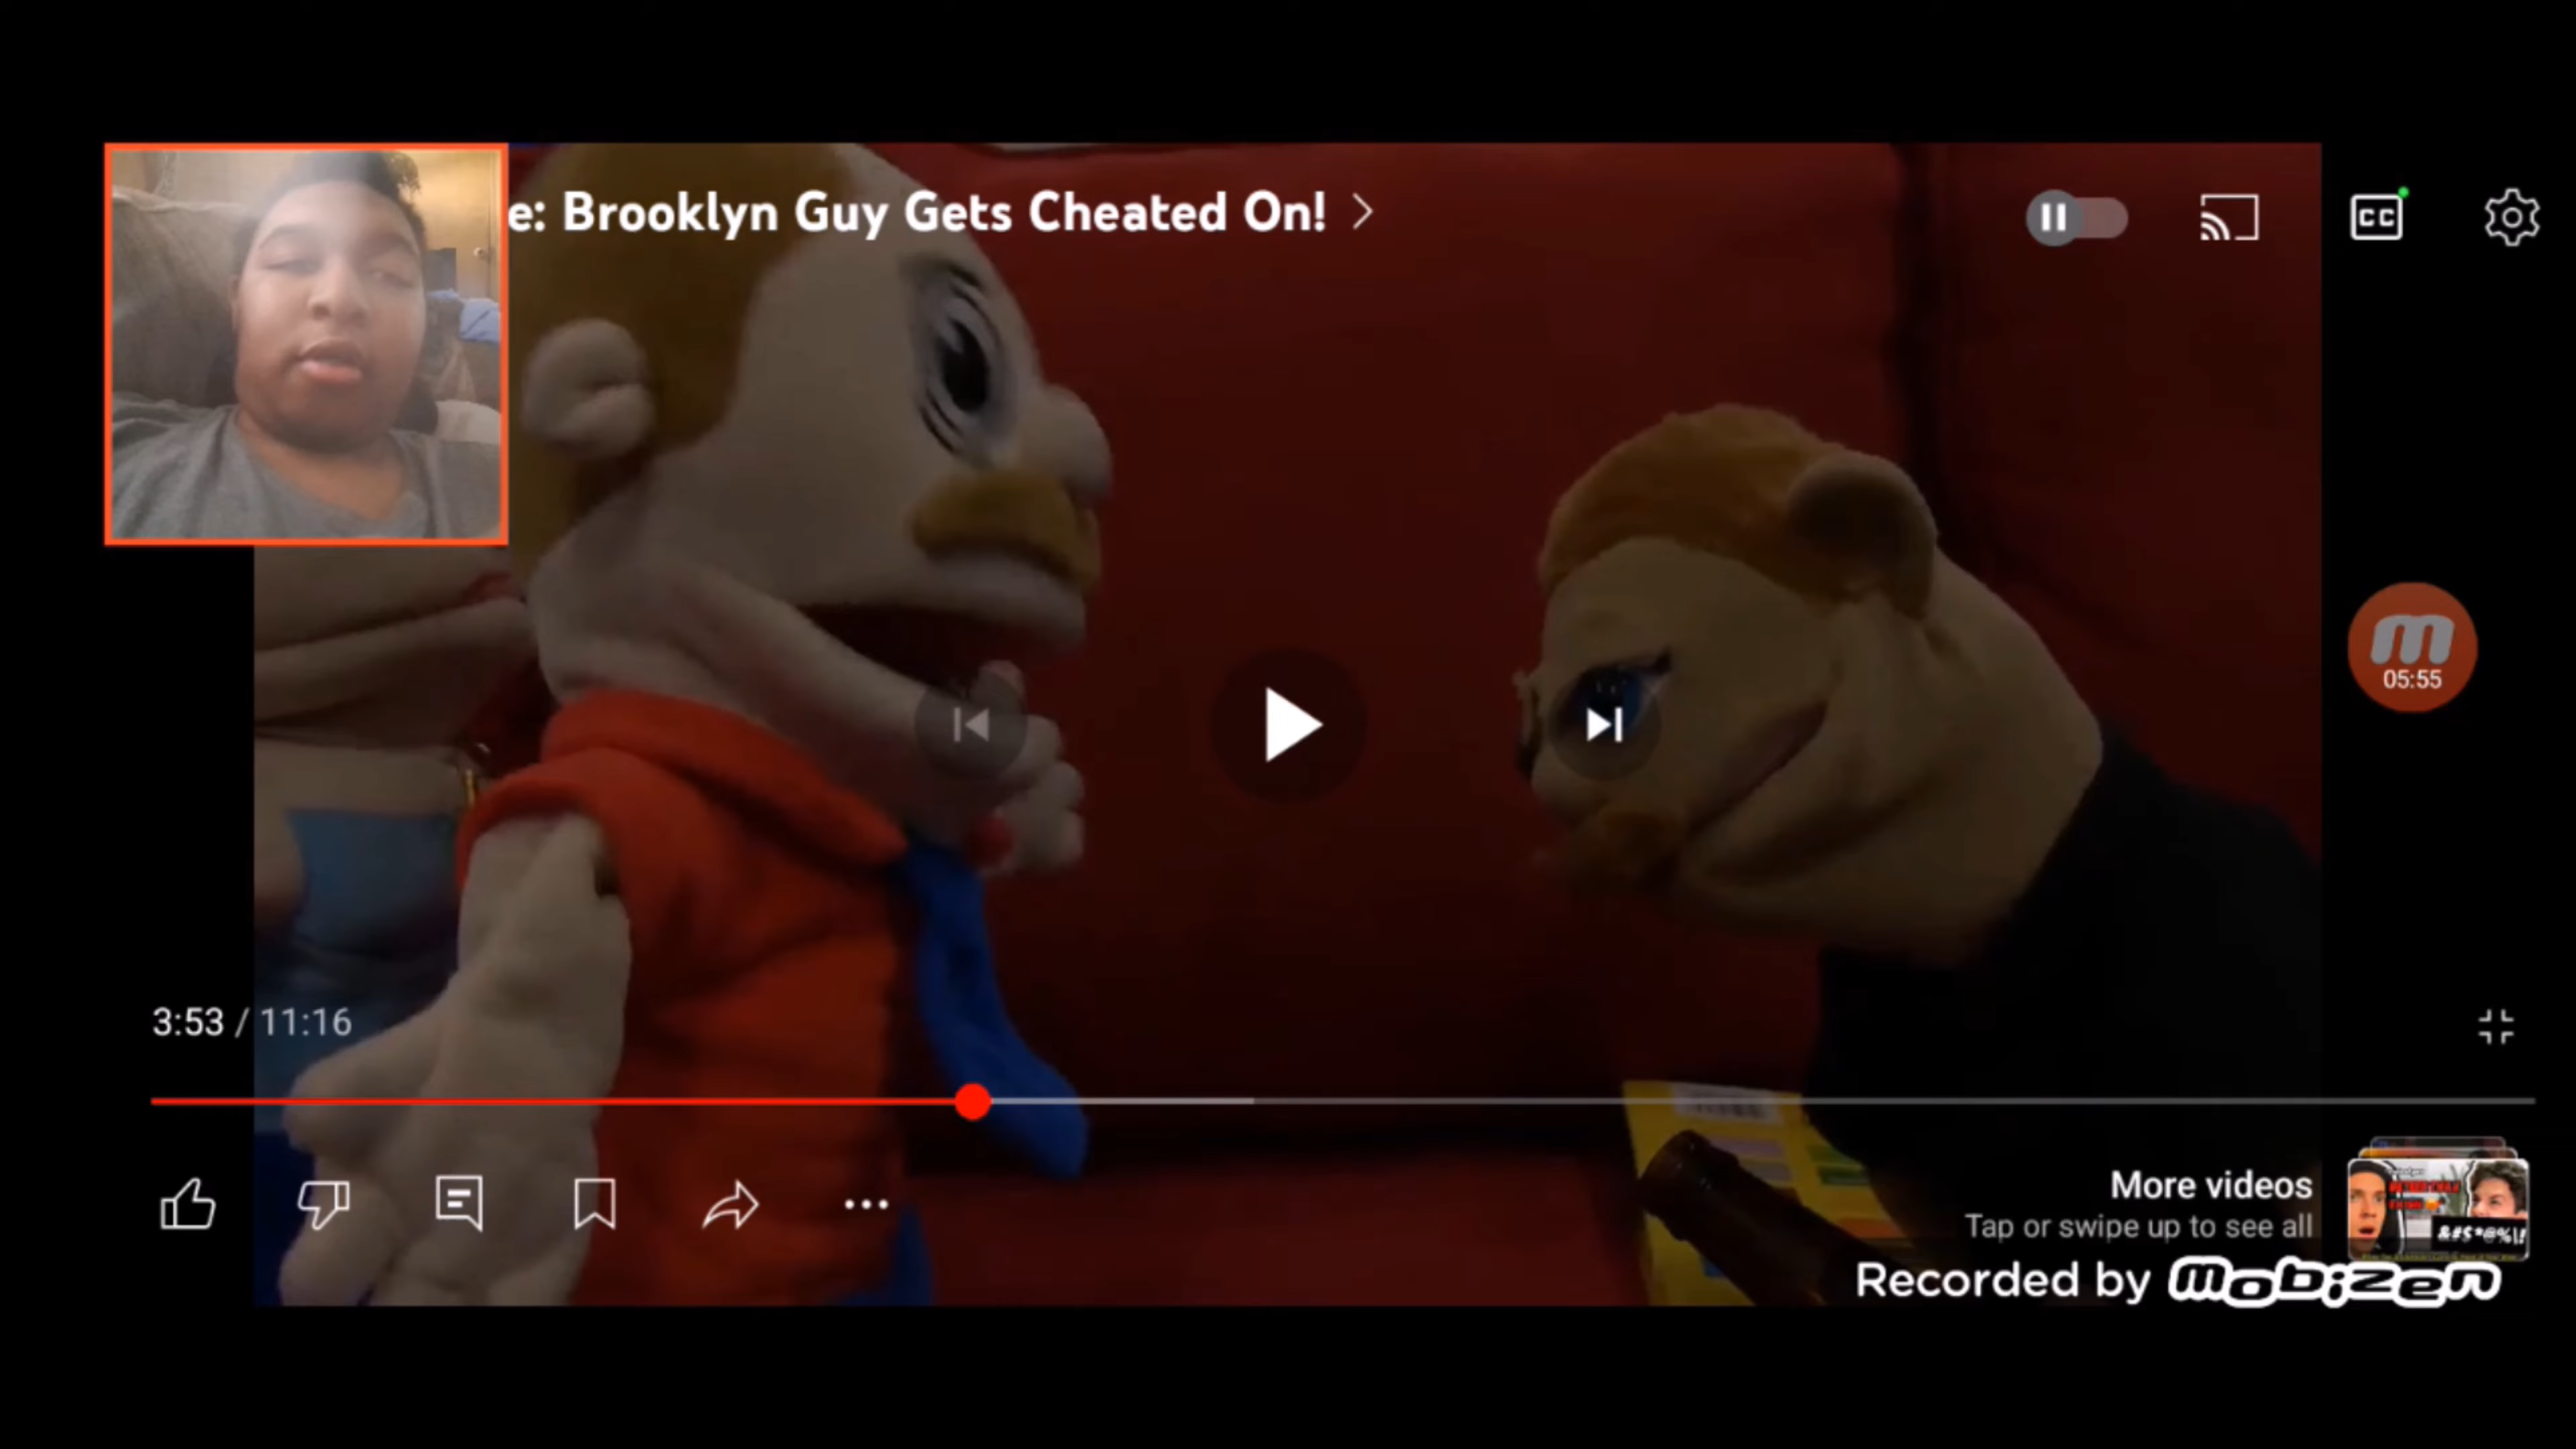 e: Brooklyn Guy Gets Cheated On!
CC
m
05:55
3:53 / 11:16
More videos
Tap or swipe up to see all
&#$*@%|!
Recorded by mobizen